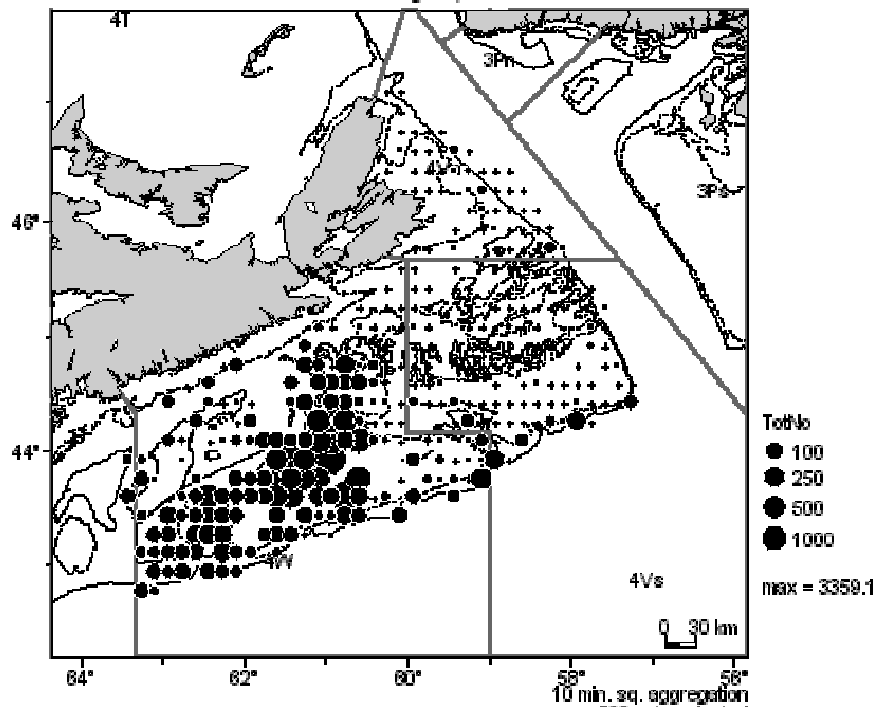 4T
3Pn
3Ps
46°
44°
4W
4Vs
0 30 km
TotNo
100
250
500
1000
max = 3359.1
64° 62° 60° 58° 56°
10 min. sq. aggregation